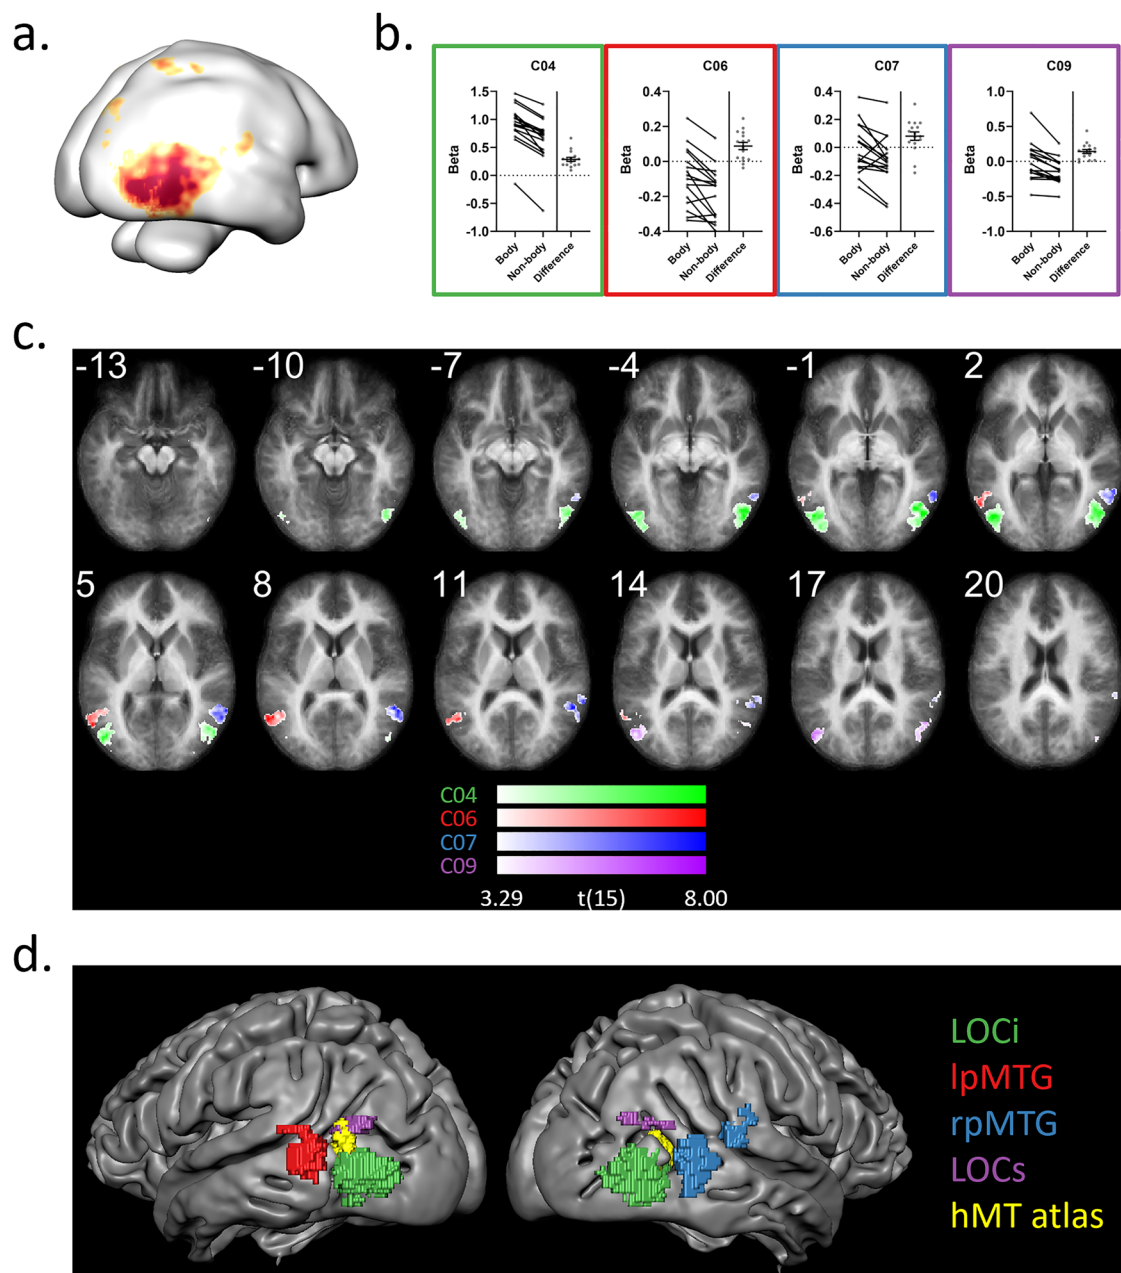 a.
b.
C04
C06
C07
C09
Beta
1.5
1.0
0.5
0.0
-0.5
-1.0
Body
Non-body
Difference
Beta
0.4
0.2
0.0
-0.2
-0.4
Body
Non-body
Difference
Beta
0.4
0.2
0.0
-0.2
-0.4
-0.6
Body
Non-body
Difference
Beta
1.0
0.5
0.0
-0.5
-1.0
Body
Non-body
Difference
c.
-13 -10 -7 -4 -1 2
5 8 11 14 17 20
C04
C06
C07
C09
3.29 t(15) 8.00
d.
LOCi
lpMTG
rpMTG
LOCs
hMT atlas